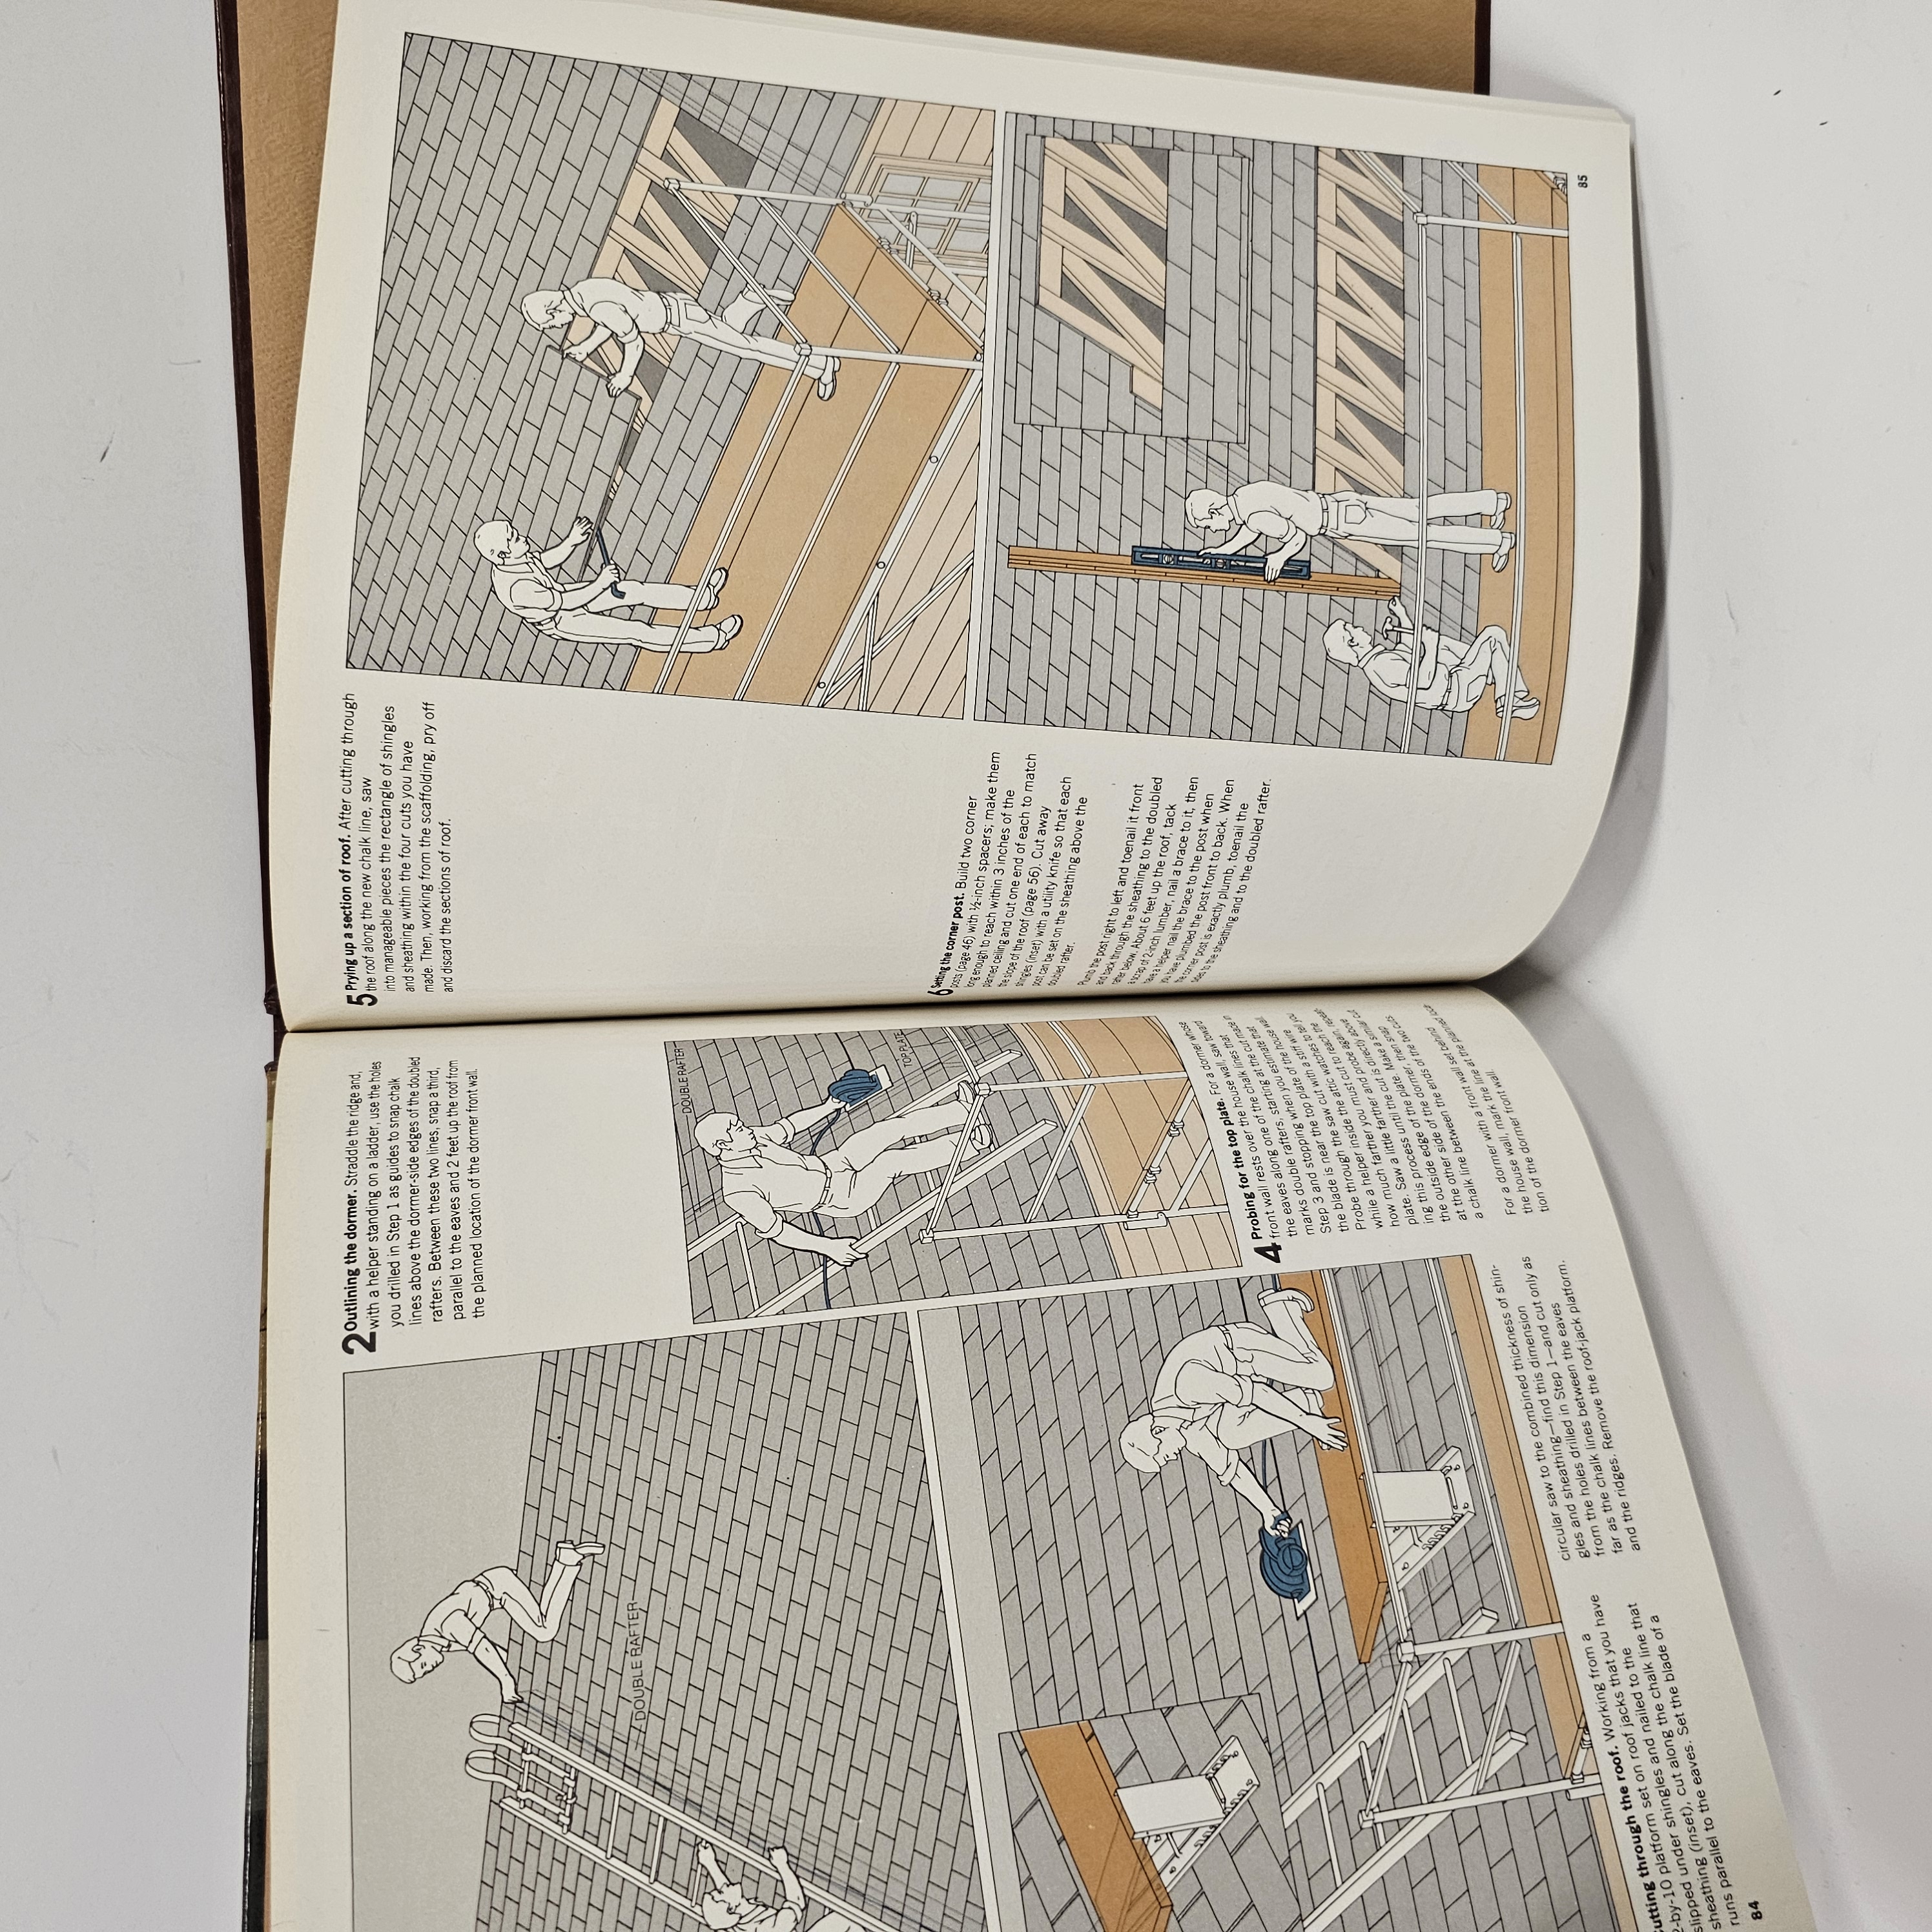 2 Outlining the dormer. Straddle the ridge and,
with a helper standing on a ladder, use the holes
you drilled in Step 1 as guides to snap chalk
lines above the dormer-side edges of the doubled
rafters. Between these two lines, snap a third,
parallel to the eaves and 2 feet up the roof from
the planned location of the dormer front wall.
DOUBLE RAFTER
DOUBLE RAFTER
TOP PLATE
Cutting through the roof. Working from a
2-by-10 platform set on roof jacks that you have
slipped under shingles and nailed to the
sheathing (inset), cut along the chalk line that
runs parallel to the eaves. Set the blade of a
circular saw to the combined thickness of shin-
gles and sheathing—find this dimension
from the holes drilled in Step 1—and cut only as
far as the chalk lines between the eaves
and the ridges. Remove the roof-jack platform.
4 Probing for the top plate. For a dormer whose
front wall rests over the house wall, saw toward
the eaves along one of the chalk lines that
marks double rafters, starting at the cut made in
Step 3 and stopping when you estimate that
the blade is near the top plate of the house wall.
Probe through the saw cut with a stiff wire
while a helper inside the attic watches to tell you
how much farther you must cut to reach the
plate. Saw a little farther and probe again, repeat-
ing this process until the cut is directly above
the outside edge of the plate. Make a similar cut
at the other side of the dormer, then snap
a chalk line between the ends of the two cuts.
For a dormer with a front wall set behind
the house wall, mark the line at the planned loca-
tion of the dormer front wall.
84
5 Prying up a section of roof. After cutting through
the roof along the new chalk line, saw
into manageable pieces the rectangle of shingles
and sheathing within the four cuts you have
made. Then, working from the scaffolding, pry off
and discard the sections of roof.
6 Setting the corner post. Build two corner
posts (page 46) with ½-inch spacers; make them
long enough to reach within 3 inches of the
planned ceiling and cut one end of each to match
the slope of the roof (page 56). Cut away
shingles (inset) with a utility knife so that each
post can be set on the sheathing above the
doubled rafter.
Plumb the post right to left and toenail it front
and back through the sheathing to the doubled
rafter below. About 6 feet up the roof, tack
a scrap of 2-inch lumber, nail a brace to it, then
have a helper nail the brace to the post when
you have plumbed the post front to back. When
the corner post is exactly plumb, toenail the
sides to the sheathing and to the doubled rafter.
85